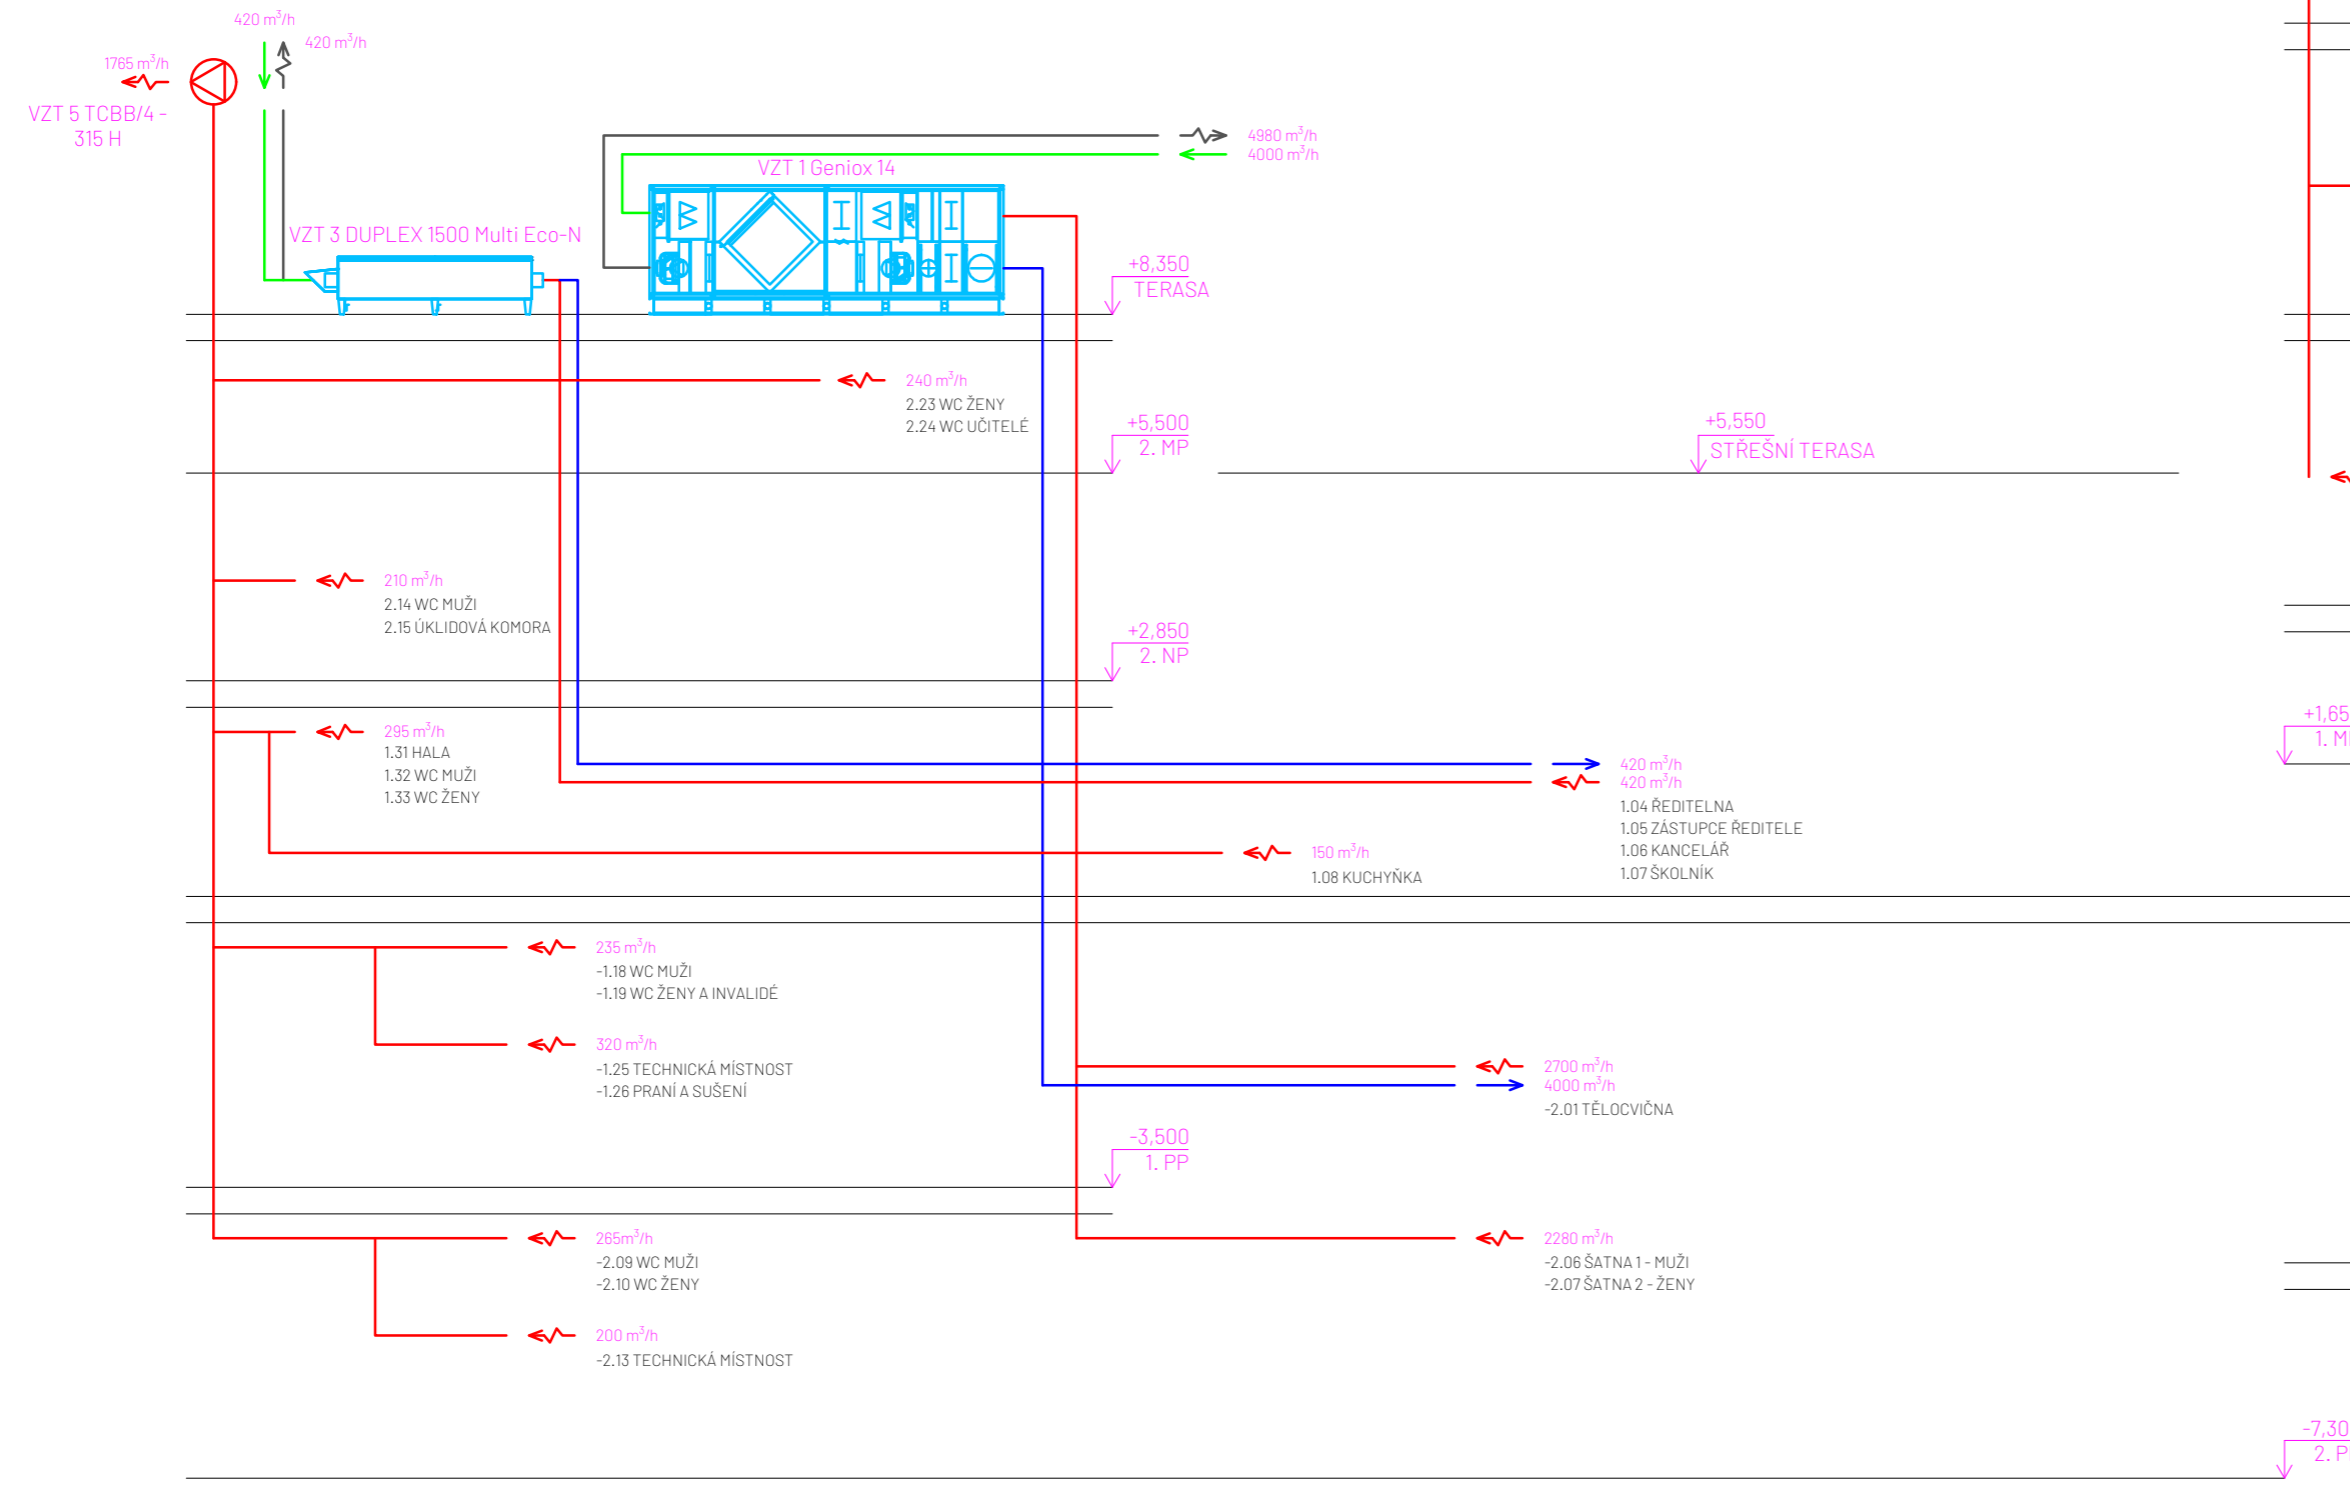 420 m³/h
420 m³/h
1765 m³/h
VZT 5 TCBB/4 -
315 H
4980 m³/h
4000 m³/h
VZT 1 Geniox 14
VZT 3 DUPLEX 1500 Multi Eco-N
+8,350
TERASA
240 m³/h
2.23 WC ŽENY
2.24 WC UČITELÉ
+5,500
2. MP
+5,550
STŘEŠNÍ TERASA
210 m³/h
2.14 WC MUŽI
2.15 ÚKLIDOVÁ KOMORA
+2,850
2. NP
295 m³/h
1.31 HALA
1.32 WC MUŽI
1.33 WC ŽENY
+1,65
1. M
420 m³/h
420 m³/h
1.04 ŘEDITELNA
1.05 ZÁSTUPCE ŘEDITELE
1.06 KANCELÁŘ
1.07 ŠKOLNÍK
150 m³/h
1.08 KUCHYŇKA
235 m³/h
-1.18 WC MUŽI
-1.19 WC ŽENY A INVALIDÉ
320 m³/h
-1.25 TECHNICKÁ MÍSTNOST
-1.26 PRANÍ A SUŠENÍ
2700 m³/h
4000 m³/h
-2.01 TĚLOCVIČNA
-3,500
1. PP
265m³/h
-2.09 WC MUŽI
-2.10 WC ŽENY
2280 m³/h
-2.06 ŠATNA 1 - MUŽI
-2.07 ŠATNA 2 - ŽENY
200 m³/h
-2.13 TECHNICKÁ MÍSTNOST
-7,30
2. P